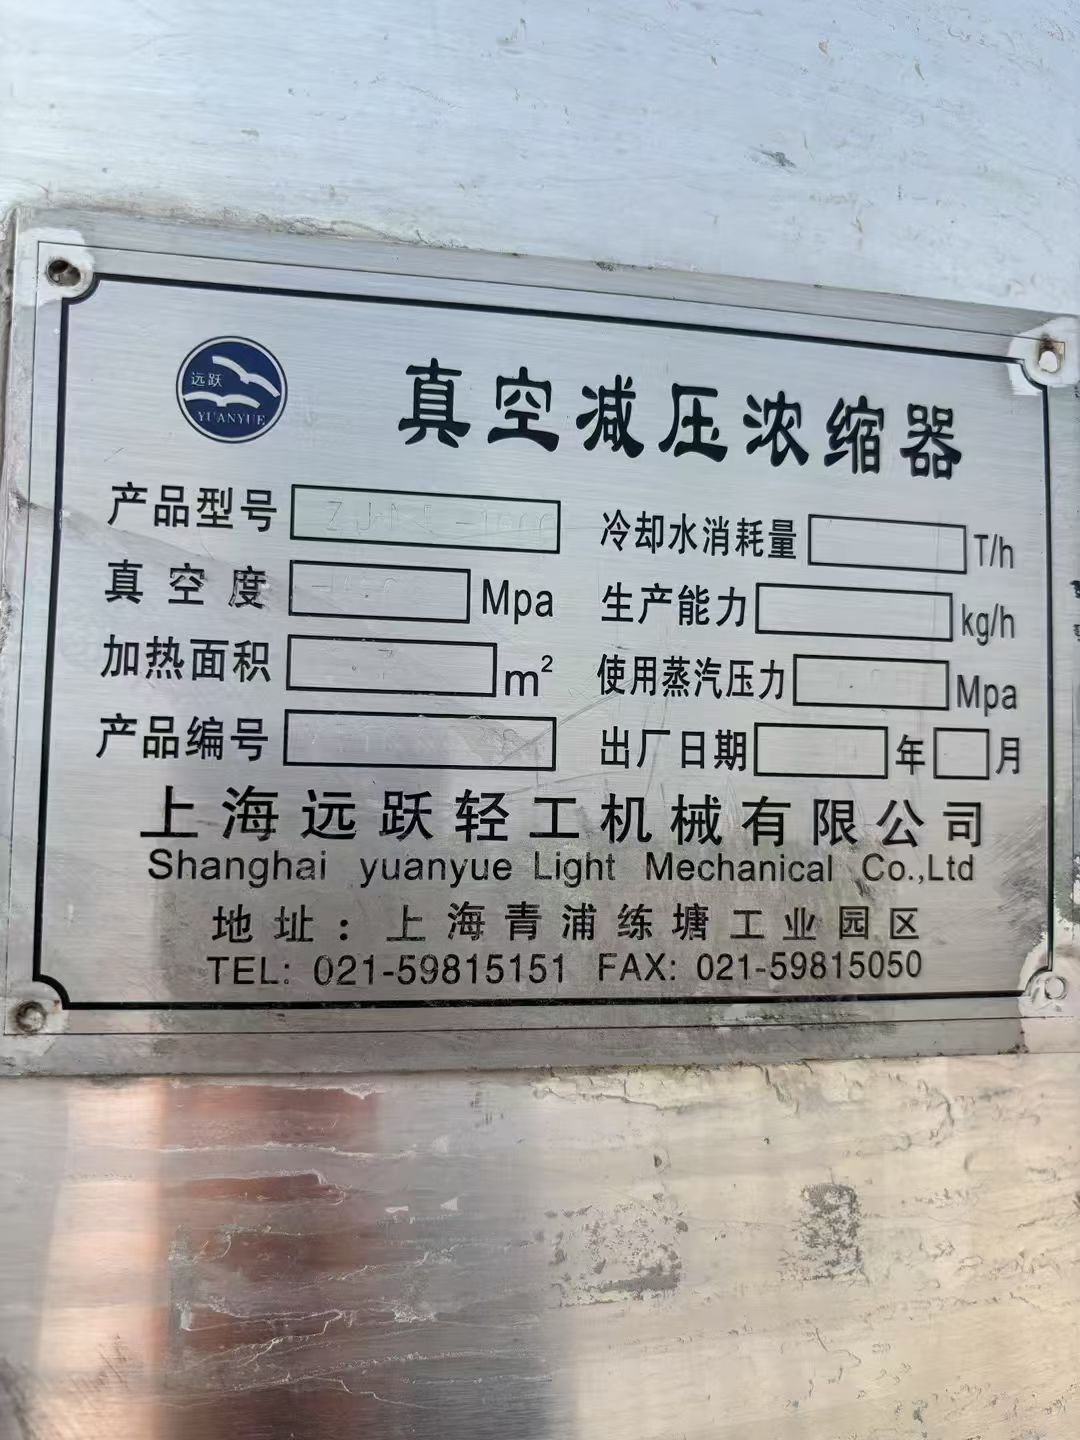 远跃
YUANYUE
真空减压浓缩器
产品型号 冷却水消耗量 T/h
真空度 Mpa 生产能力 kg/h
加热面积 m² 使用蒸汽压力 Mpa
产品编号 出厂日期 年 月
上海远跃轻工机械有限公司
Shanghai yuanyue Light Mechanical Co.,Ltd
地址：上海青浦练塘工业园区
TEL: 021-59815151 FAX: 021-59815050